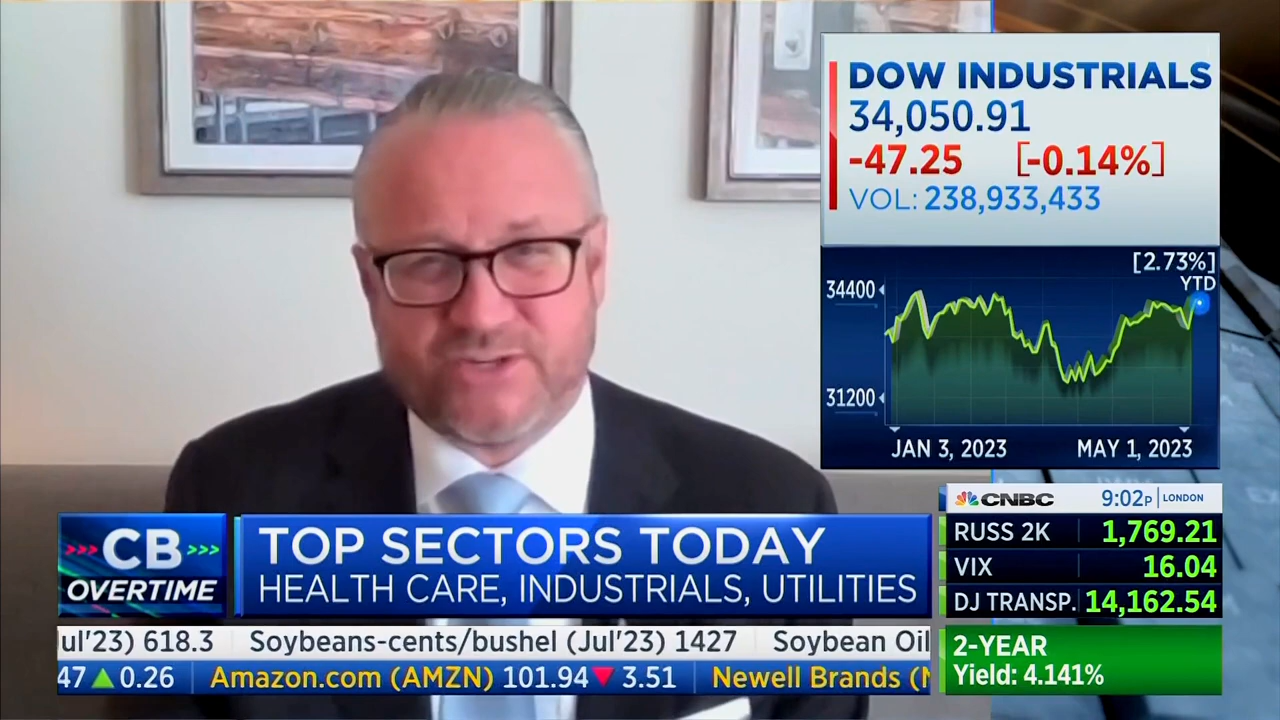 DOW INDUSTRIALS
34,050.91
-47.25 [-0.14%]
VOL: 238,933,433
[2.73%]
YTD
34400
31200
JAN 3, 2023 MAY 1, 2023
CNBC 9:02P LONDON
RUSS 2K 1,769.21
VIX 16.04
DJ TRANSP. 14,162.54
2-YEAR
Yield: 4.141%
>>> CB >>>
OVERTIME
TOP SECTORS TODAY
HEALTH CARE, INDUSTRIALS, UTILITIES
ul'23) 618.3 Soybeans-cents/bushel (Jul'23) 1427 Soybean Oil
47 ▲ 0.26 Amazon.com (AMZN) 101.94 ▼ 3.51 Newell Brands (